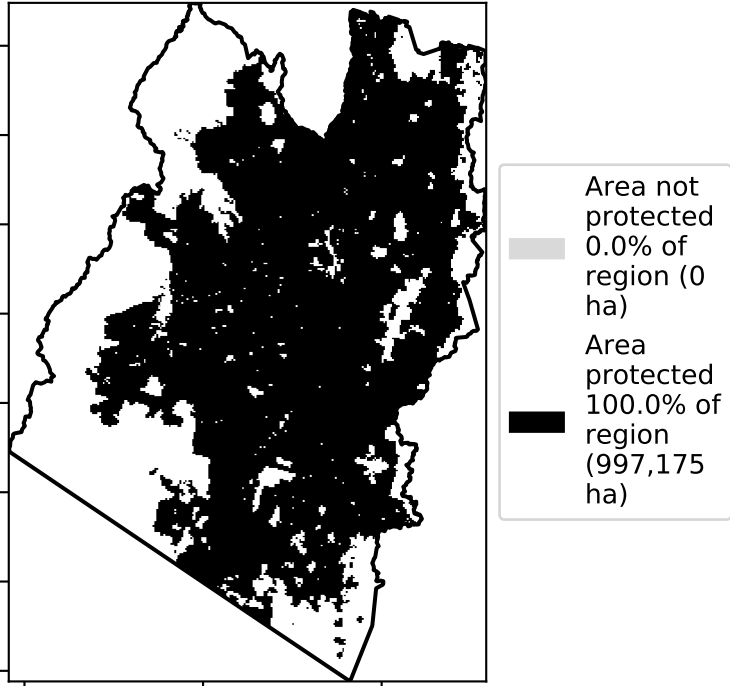 Area not
protected
0.0% of
region (0
ha)
Area
protected
100.0% of
region
(997,175
ha)